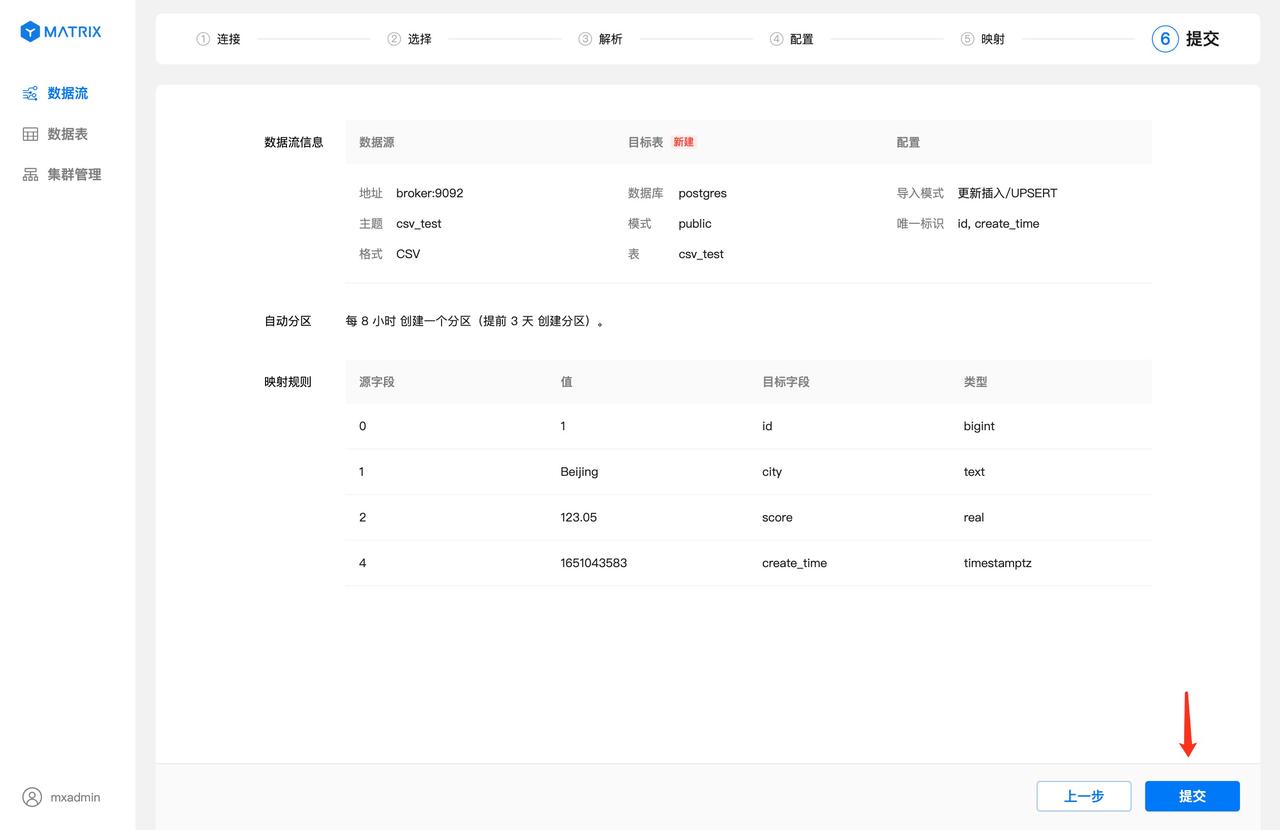 MATRIX
① 连接 ② 选择 ③ 解析 ④ 配置 ⑤ 映射 ⑥ 提交
数据流
数据表
集群管理
数据流信息 数据源 目标表 新建 配置
地址 broker:9092 数据库 postgres 导入模式 更新插入/UPSERT
主题 csv_test 模式 public 唯一标识 id, create_time
格式 CSV 表 csv_test
自动分区 每 8 小时 创建一个分区（提前 3 天 创建分区）。
映射规则 源字段 值 目标字段 类型
0 1 id bigint
1 Beijing city text
2 123.05 score real
4 1651043583 create_time timestamptz
mxadmin 上一步 提交